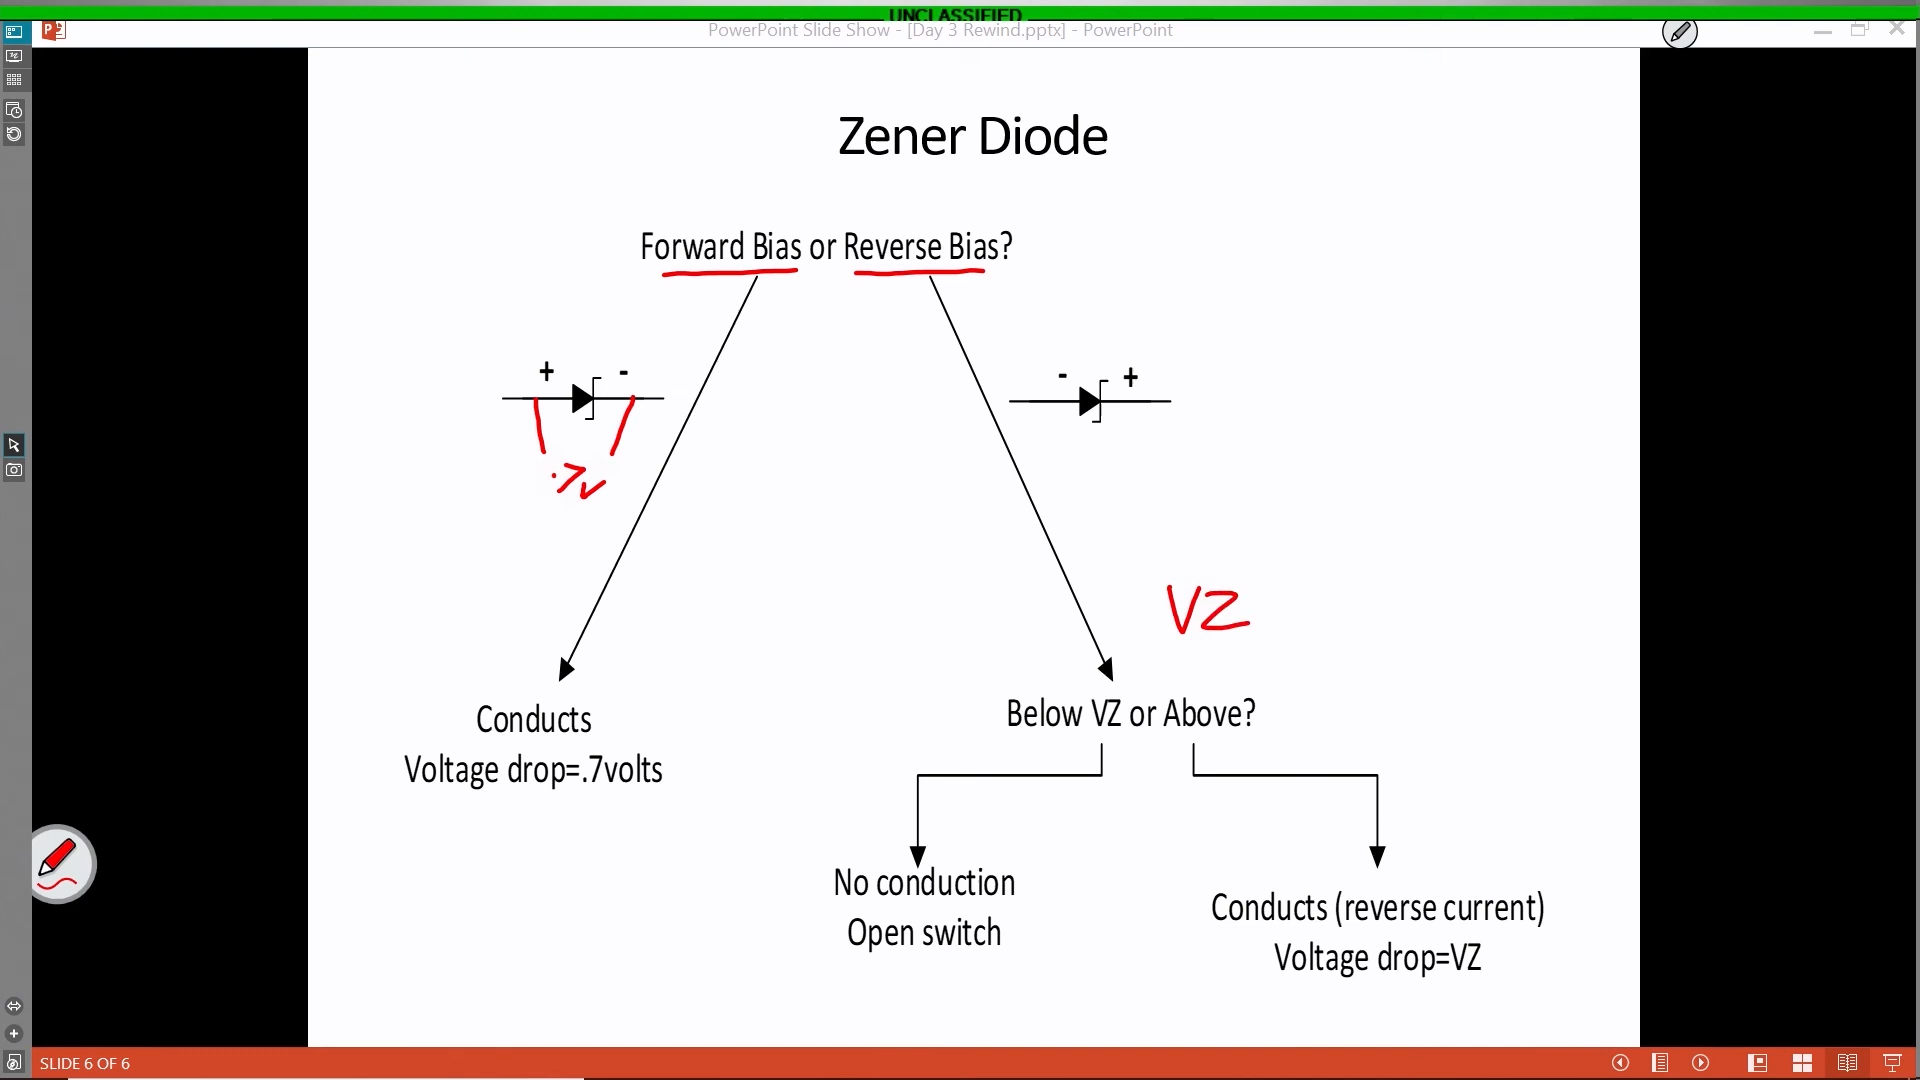 UNCLASSIFIED
PowerPoint Slide Show - [Day 3 Rewind.pptx] - PowerPoint
Zener Diode
Forward Bias or Reverse Bias?
+ -
- +
.7v
VZ
Below VZ or Above?
Conducts
Voltage drop=.7volts
No conduction
Open switch
Conducts (reverse current)
Voltage drop=VZ
SLIDE 6 OF 6